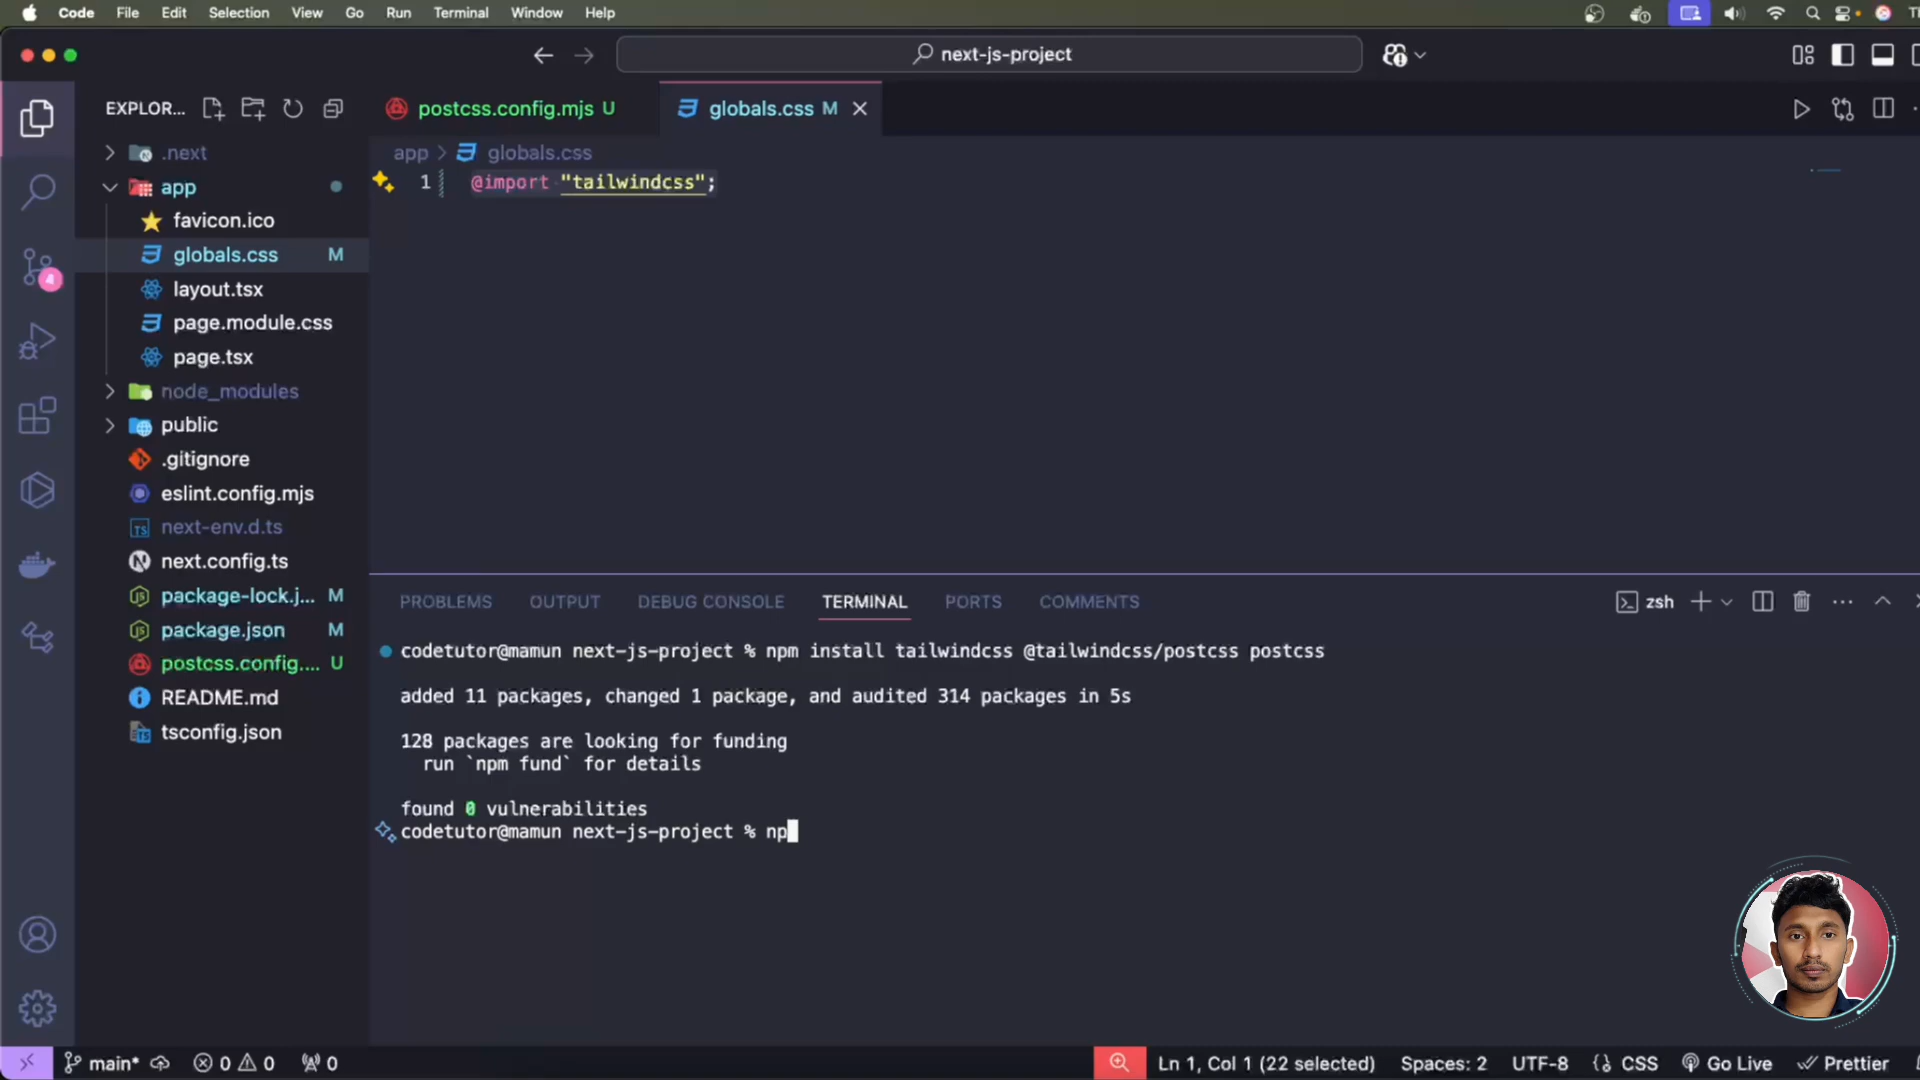 Code File Edit Selection View Go Run Terminal Window Help
next-js-project
EXPLOR...
postcss.config.mjs U
globals.css M
app > globals.css
1 @import "tailwindcss";
.next
app
favicon.ico
globals.css M
layout.tsx
page.module.css
page.tsx
node_modules
public
.gitignore
eslint.config.mjs
next-env.d.ts
next.config.ts
package-lock.j... M
package.json M
postcss.config.... U
README.md
tsconfig.json
4
PROBLEMS OUTPUT DEBUG CONSOLE TERMINAL PORTS COMMENTS
zsh
codetutor@mamun next-js-project % npm install tailwindcss @tailwindcss/postcss postcss
added 11 packages, changed 1 package, and audited 314 packages in 5s
128 packages are looking for funding
run `npm fund` for details
found 0 vulnerabilities
codetutor@mamun next-js-project % np
main* 0 0 0
Ln 1, Col 1 (22 selected) Spaces: 2 UTF-8 {} CSS Go Live Prettier